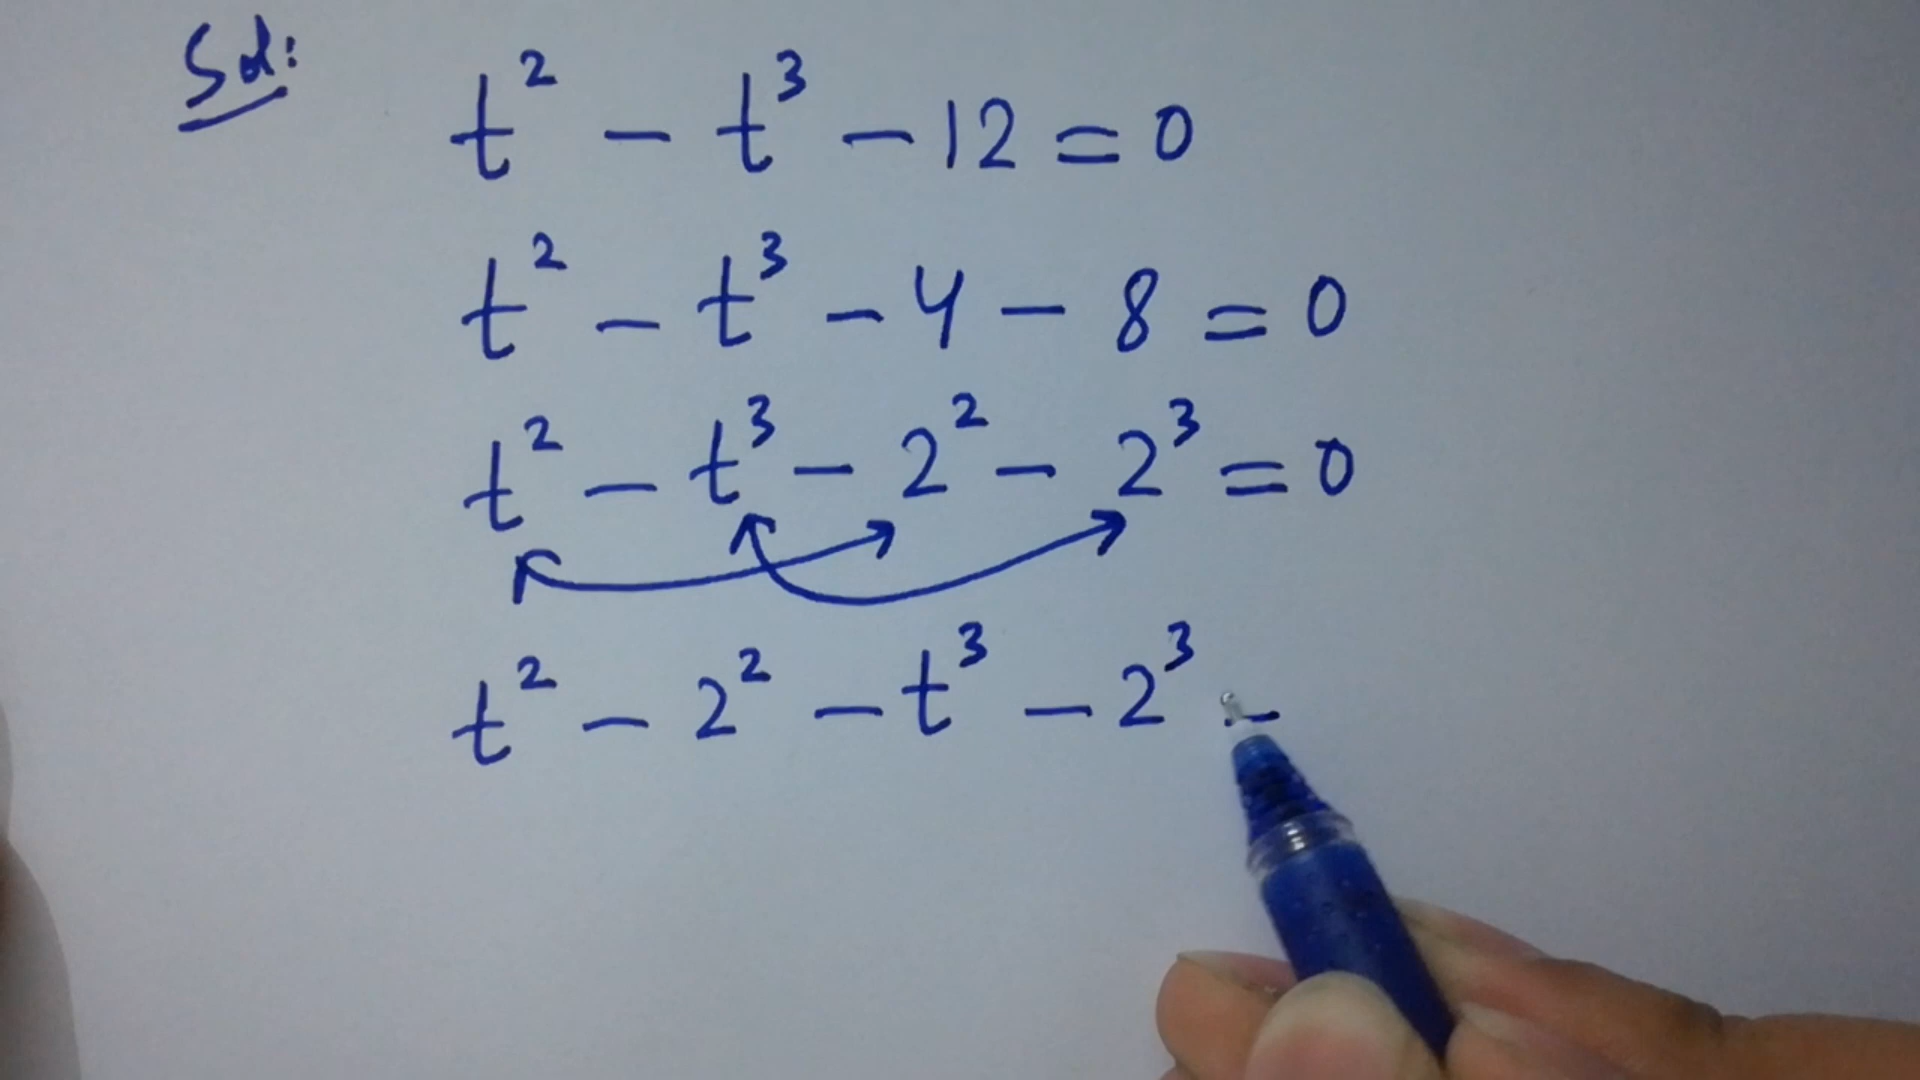 Sol:
t² - t³ - 12 = 0
t² - t³ - 4 - 8 = 0
t² - t³ - 2² - 2³ = 0
t² - 2² - t³ - 2³ -